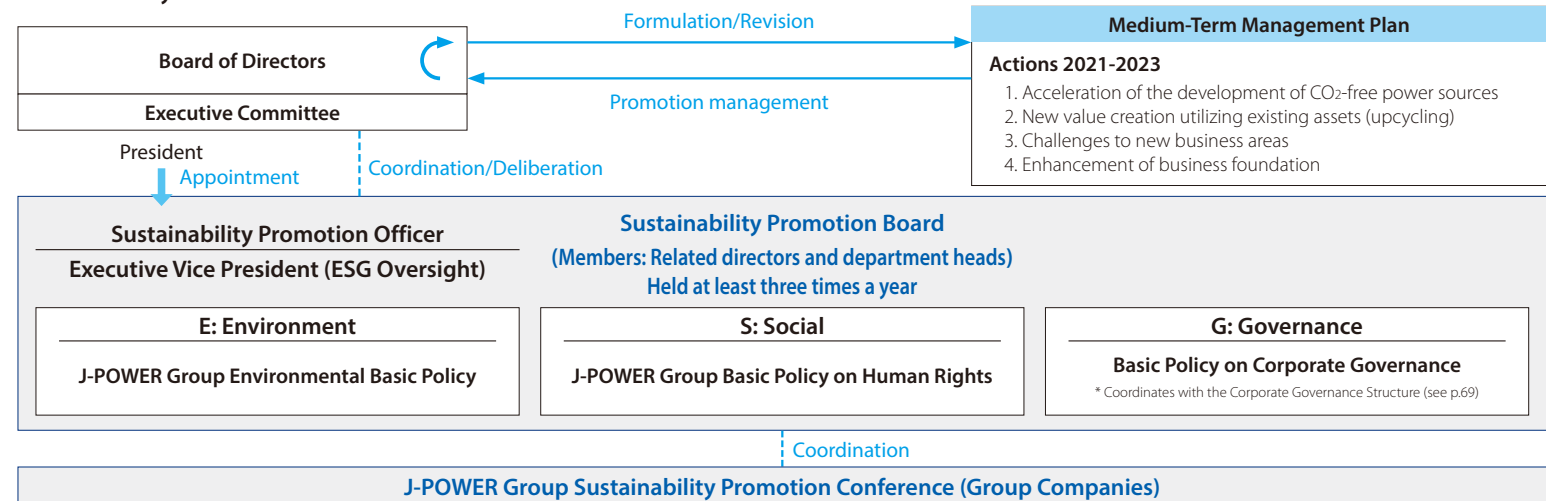 Formulation/Revision
Board of Directors
Executive Committee
Promotion management
Medium-Term Management Plan
Actions 2021-2023
1. Acceleration of the development of CO2-free power sources
2. New value creation utilizing existing assets (upcycling)
3. Challenges to new business areas
4. Enhancement of business foundation
President
Appointment
Coordination/Deliberation
Sustainability Promotion Officer
Executive Vice President (ESG Oversight)
Sustainability Promotion Board
(Members: Related directors and department heads)
Held at least three times a year
E: Environment
J-POWER Group Environmental Basic Policy
S: Social
J-POWER Group Basic Policy on Human Rights
G: Governance
Basic Policy on Corporate Governance
* Coordinates with the Corporate Governance Structure (see p.69)
Coordination
J-POWER Group Sustainability Promotion Conference (Group Companies)